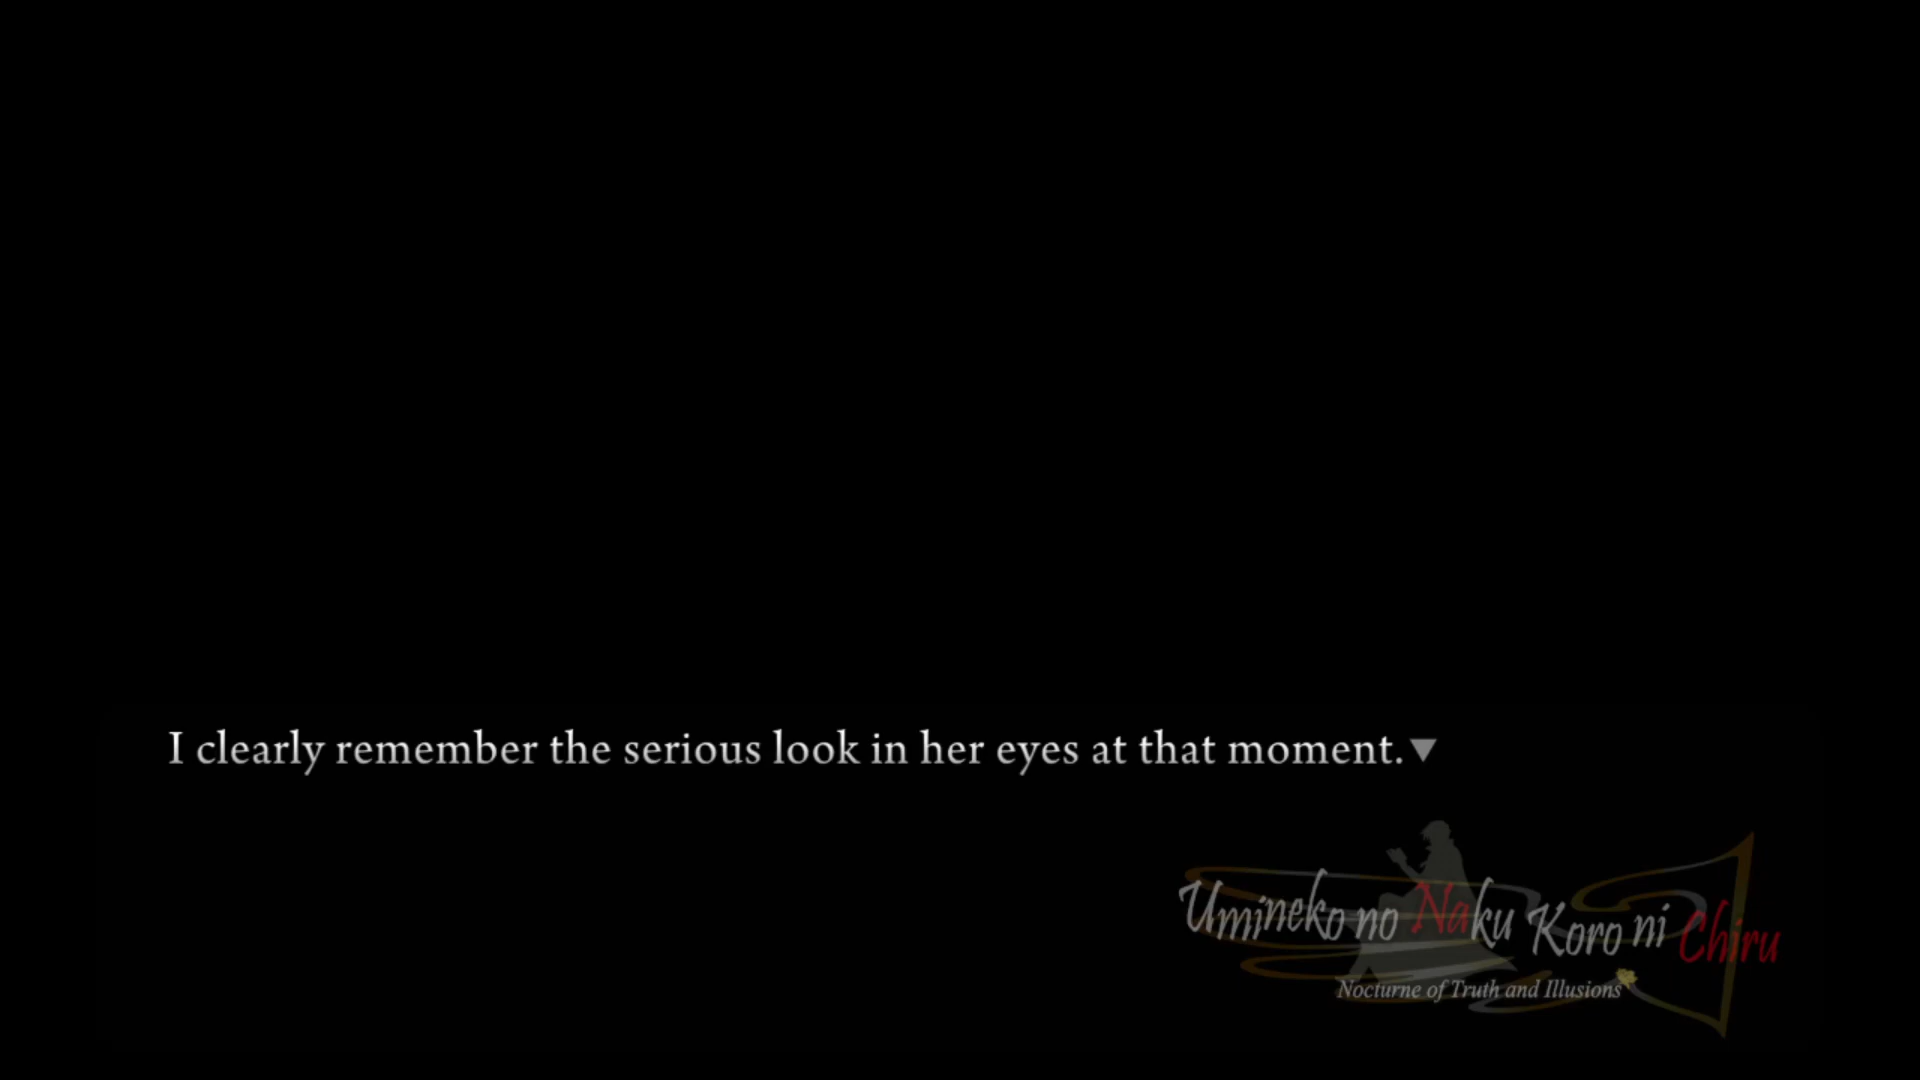 I clearly remember the serious look in her eyes at that moment.
Umineko no Naku Koro ni Chiru
Nocturne of Truth and Illusions